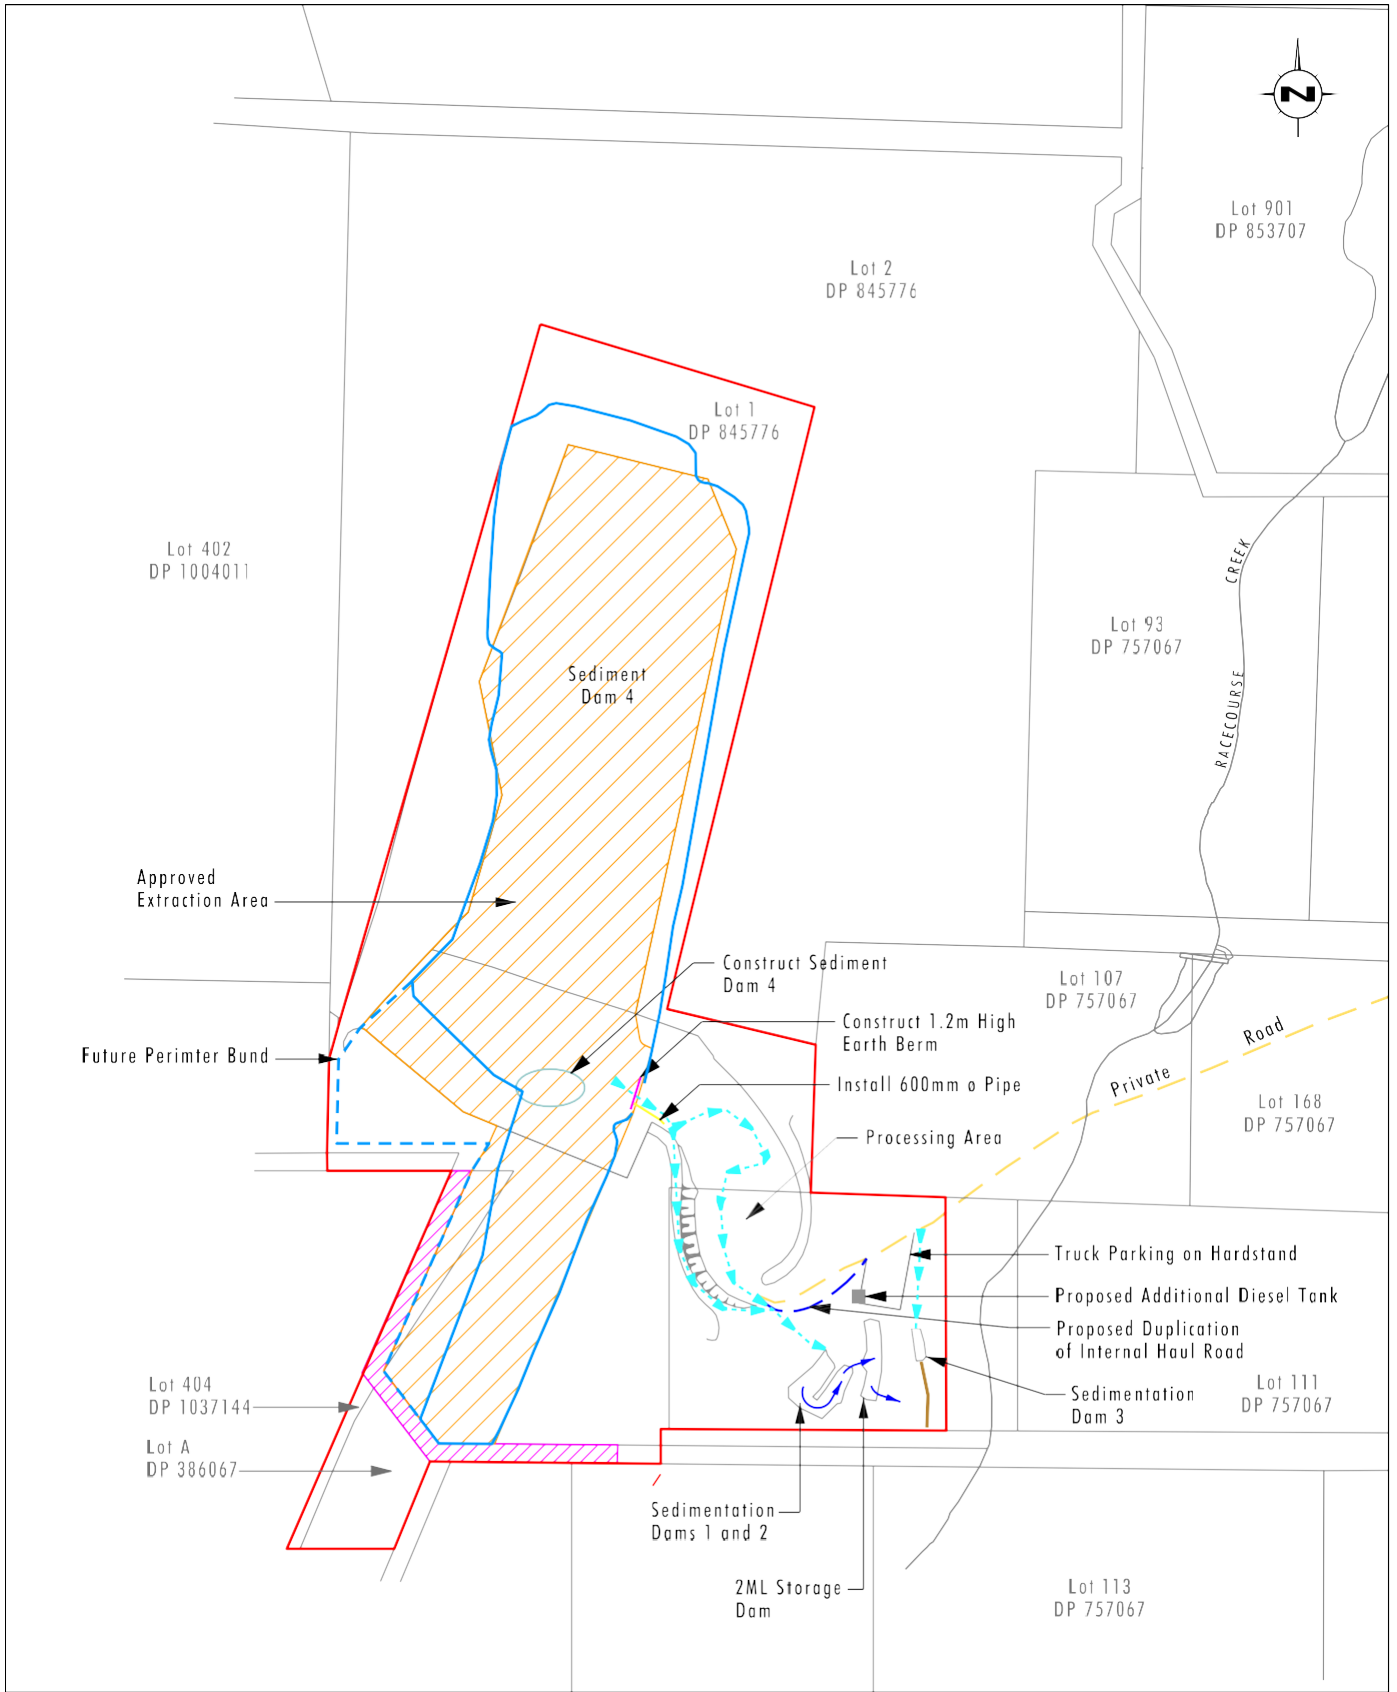 N
Lot 901
DP 853707
Lot 2
DP 845776
Lot 1
DP 845776
Lot 402
DP 1004011
CREEK
Lot 93
DP 757067
Sediment
Dam 4
RACECOURSE
Approved
Extraction Area
Construct Sediment
Dam 4
Lot 107
DP 757067
Construct 1.2m High
Earth Berm
Road
Future Perimter Bund
Install 600mm ø Pipe
Private
Lot 168
DP 757067
Processing Area
Truck Parking on Hardstand
Proposed Additional Diesel Tank
Proposed Duplication
of Internal Haul Road
Lot 404
DP 1037144
Sedimentation
Dam 3
Lot 111
DP 757067
Lot A
DP 386067
Sedimentation
Dams 1 and 2
2ML Storage
Dam
Lot 113
DP 757067